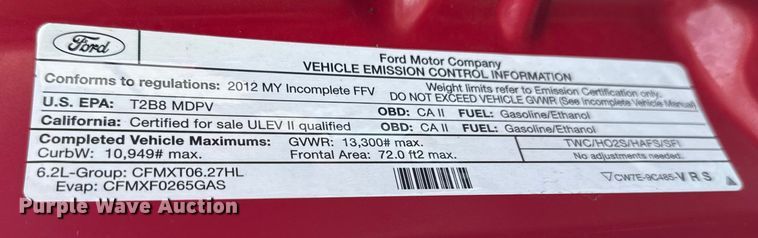 Ford
Ford Motor Company
VEHICLE EMISSION CONTROL INFORMATION
Conforms to regulations: 2012 MY Incomplete FFV
Weight limits refer to Emission Certification only.
DO NOT EXCEED VEHICLE GVWR (See Incomplete Vehicle Manual)
U.S. EPA: T2B8 MDPV OBD: CA II FUEL: Gasoline/Ethanol
California: Certified for sale ULEV II qualified OBD: CA II FUEL: Gasoline/Ethanol
Completed Vehicle Maximums: GVWR: 13,300# max. TWC/HO2S/HAFS/SFI
CurbW: 10,949# max. Frontal Area: 72.0 ft2 max. No adjustments needed.
6.2L-Group: CFMXT06.27HL
Evap: CFMXF0265GAS
CW7E-9C485-V R S
Purple Wave Auction